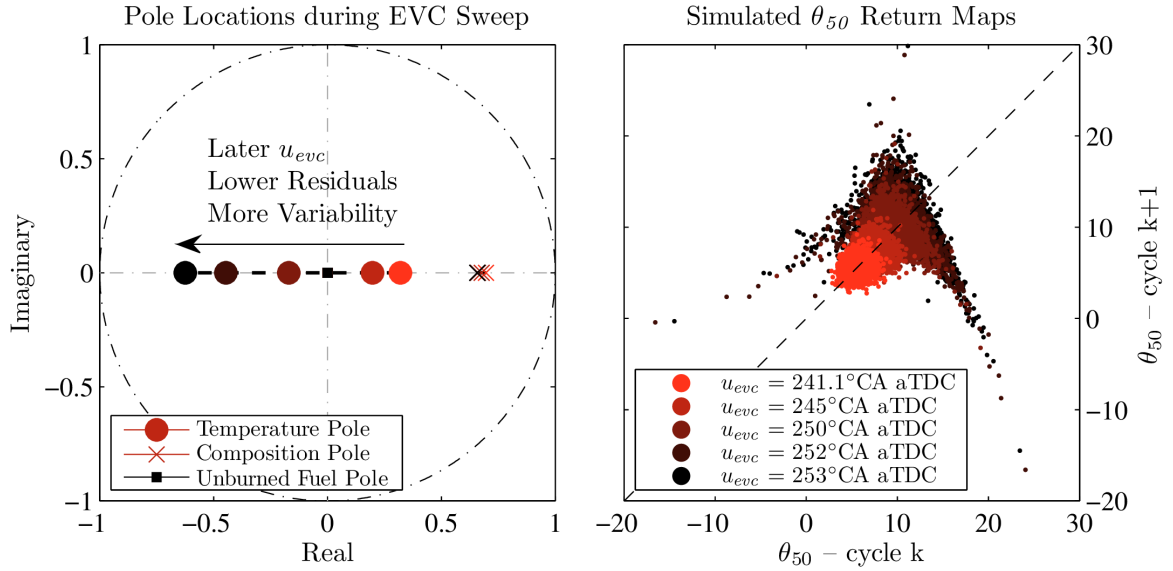 Pole Locations during EVC Sweep
1
0.5
0
−0.5
−1
Imaginary
Later u_evc
Lower Residuals
More Variability
Temperature Pole
Composition Pole
Unburned Fuel Pole
−1
−0.5
0
0.5
1
Real
Simulated θ50 Return Maps
30
20
10
0
−10
−20
θ50 – cycle k+1
u_evc = 241.1°CA aTDC
u_evc = 245°CA aTDC
u_evc = 250°CA aTDC
u_evc = 252°CA aTDC
u_evc = 253°CA aTDC
−20
−10
0
10
20
30
θ50 – cycle k